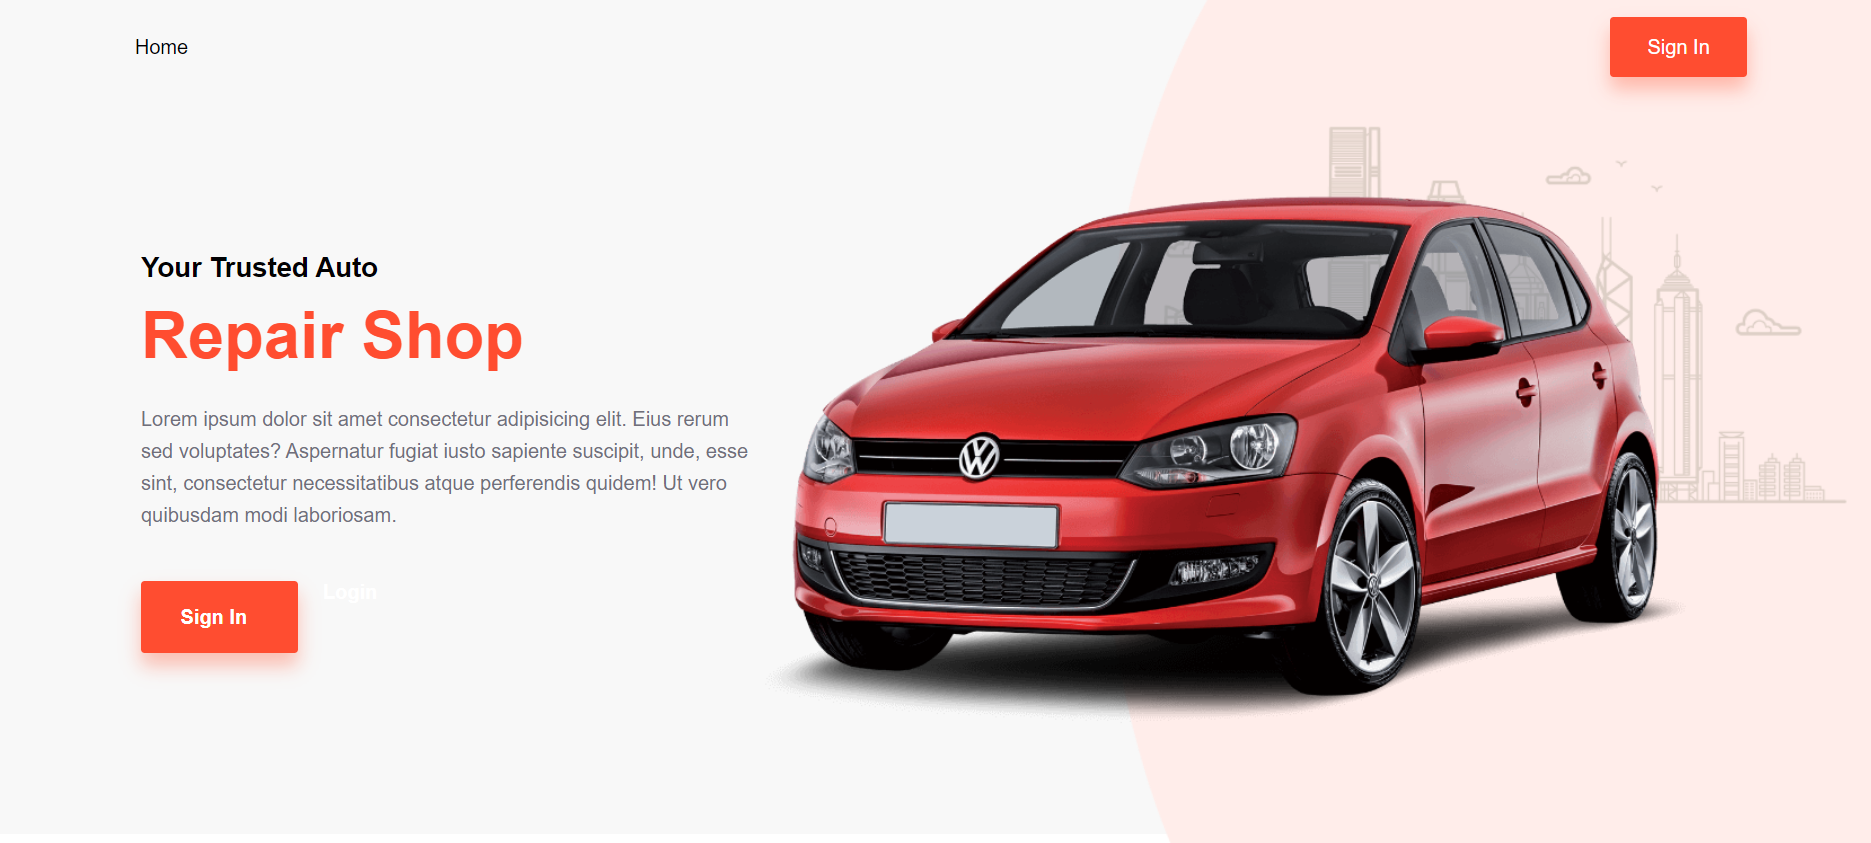 Home
Sign In
Your Trusted Auto
Repair Shop
Lorem ipsum dolor sit amet consectetur adipisicing elit. Eius rerum
sed voluptates? Aspernatur fugiat iusto sapiente suscipit, unde, esse
sint, consectetur necessitatibus atque perferendis quidem! Ut vero
quibusdam modi laboriosam.
Sign In
Login